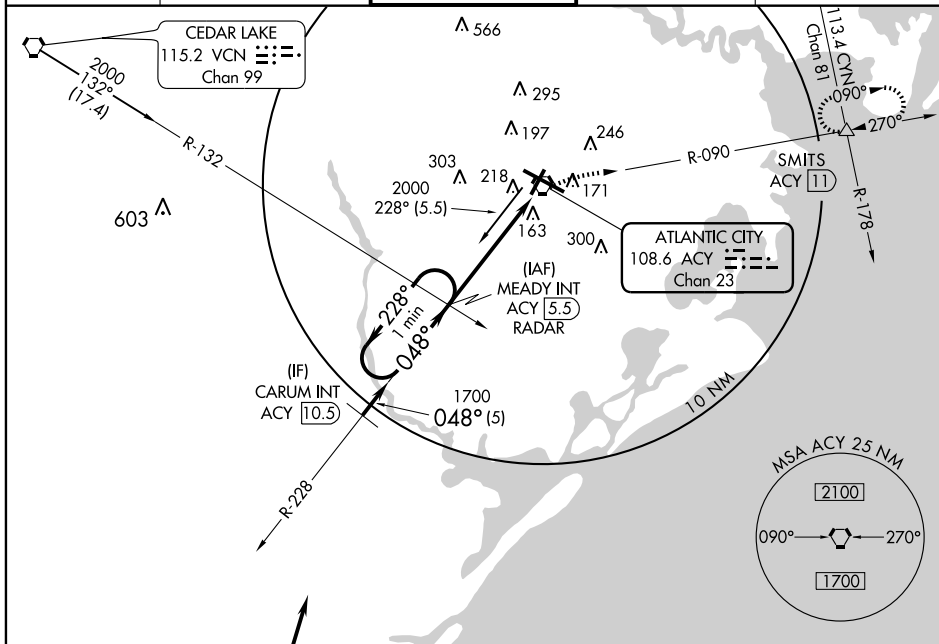 CEDAR LAKE
115.2 VCN
Chan 99
2000
132°
(17.4)
R-132
603
566
295
197
246
303
218
171
163
300
2000
228° (5.5)
113.4 CYN
Chan 81
090°
270°
R-090
SMITS
ACY 11
R-178
ATLANTIC CITY
108.6 ACY
Chan 23
(IAF)
MEADY INT
ACY 5.5
RADAR
228°
1 min
048°
(IF)
CARUM INT
ACY 10.5
1700
048° (5)
R-228
10 NM
MSA ACY 25 NM
2100
090°
270°
1700